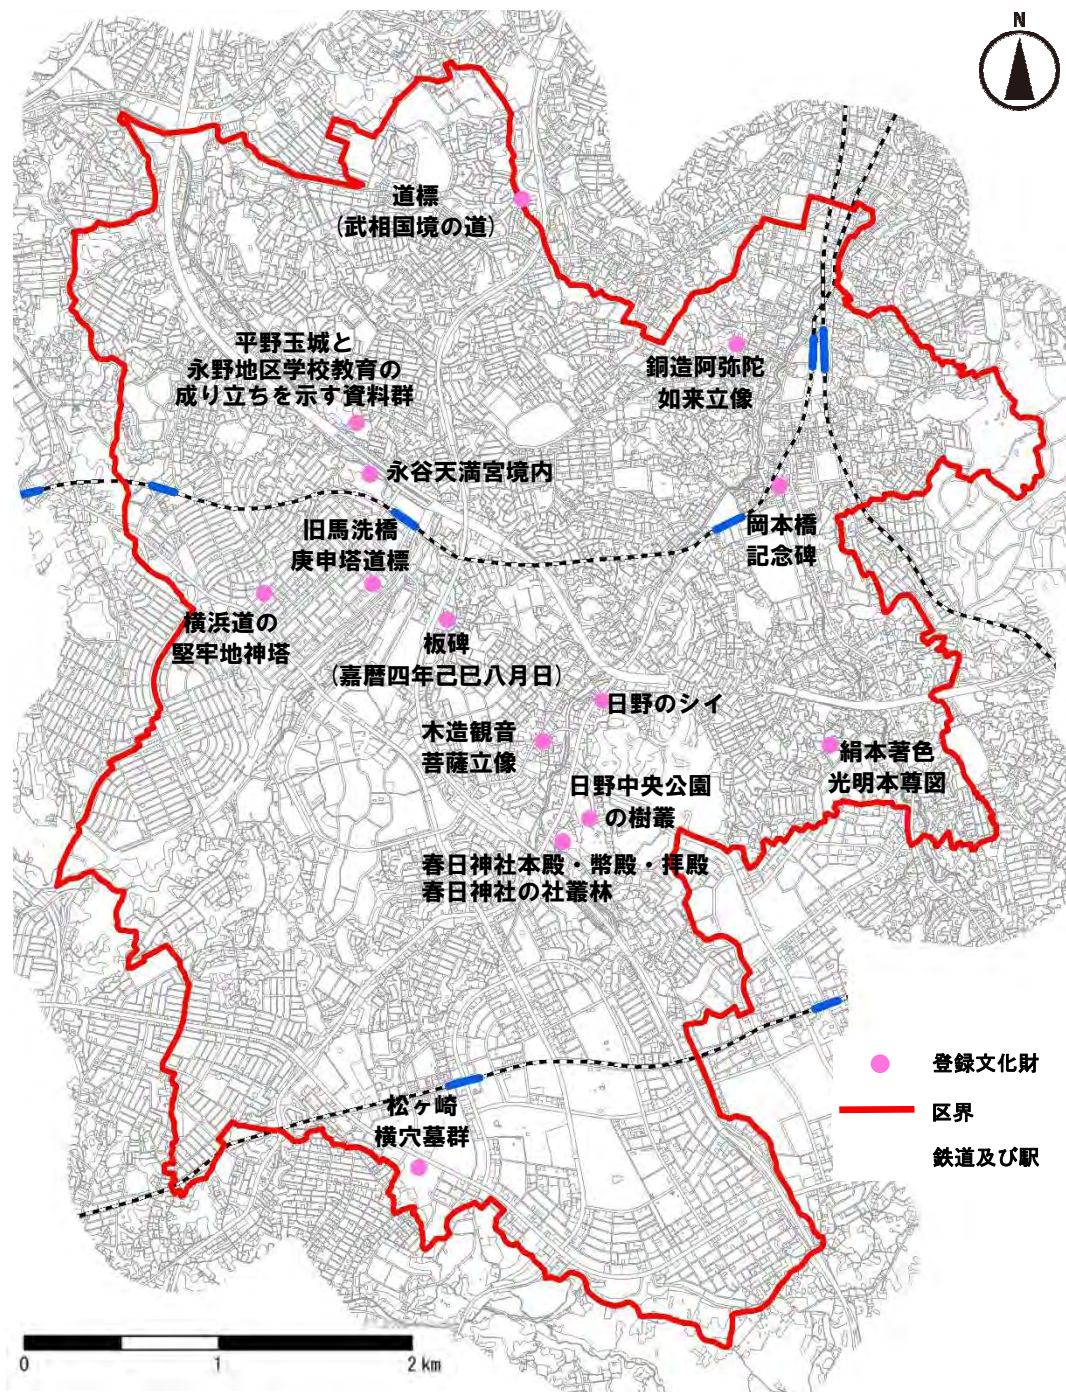 N
道標
(武相国境の道)
平野玉城と
永野地区学校教育の
成り立ちを示す資料群
銅造阿弥陀
如来立像
永谷天満宮境内
旧馬洗橋
庚申塔道標
岡本橋
記念碑
横浜道の
堅牢地神塔
板碑
(嘉暦四年己巳八月日)
日野のシイ
木造観音
菩薩立像
絹本著色
光明本尊図
日野中央公園
の樹叢
春日神社本殿・幣殿・拝殿
春日神社の社叢林
登録文化財
区界
鉄道及び駅
松ヶ崎
横穴墓群
0 1 2 km